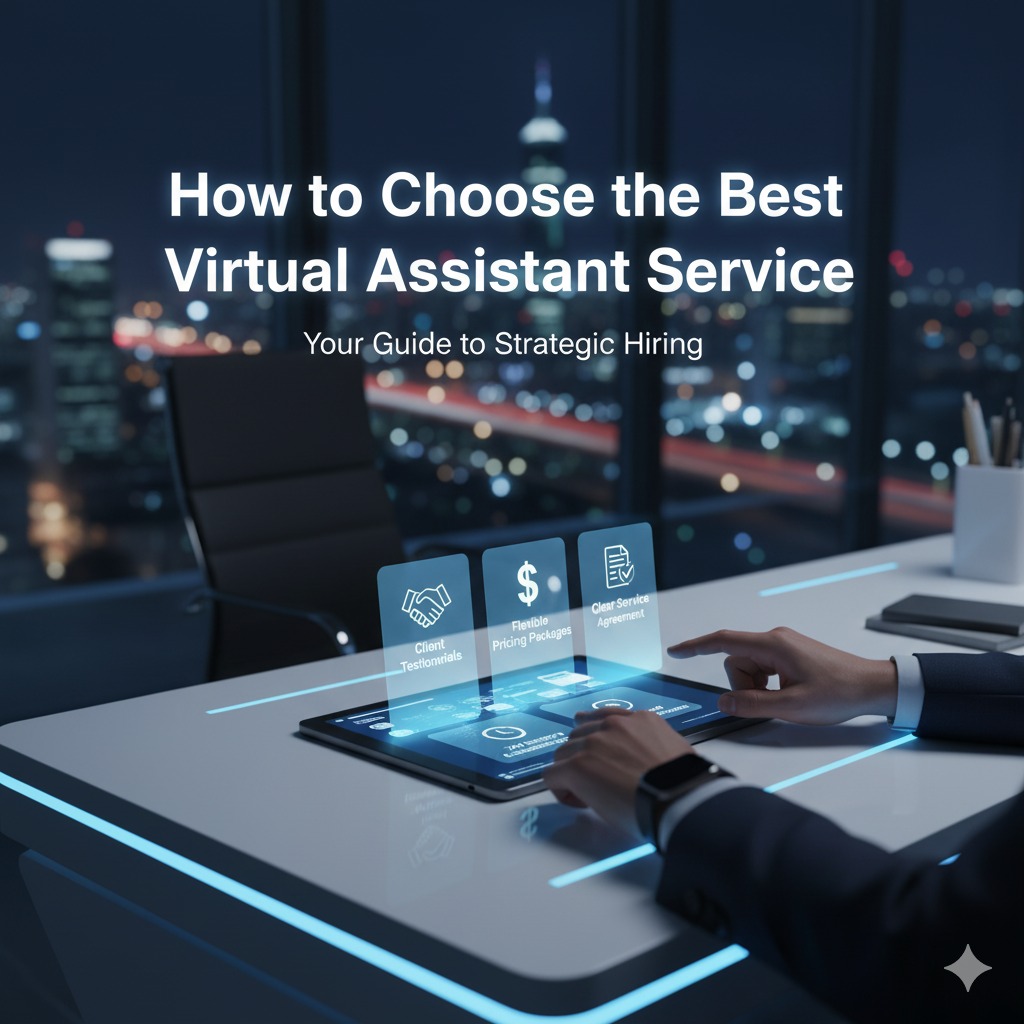 How to Choose the Best
Virtual Assistant Service
Your Guide to Strategic Hiring
Client
Testimonials
Flexible
Pricing Packages
Clear Service
Agreement